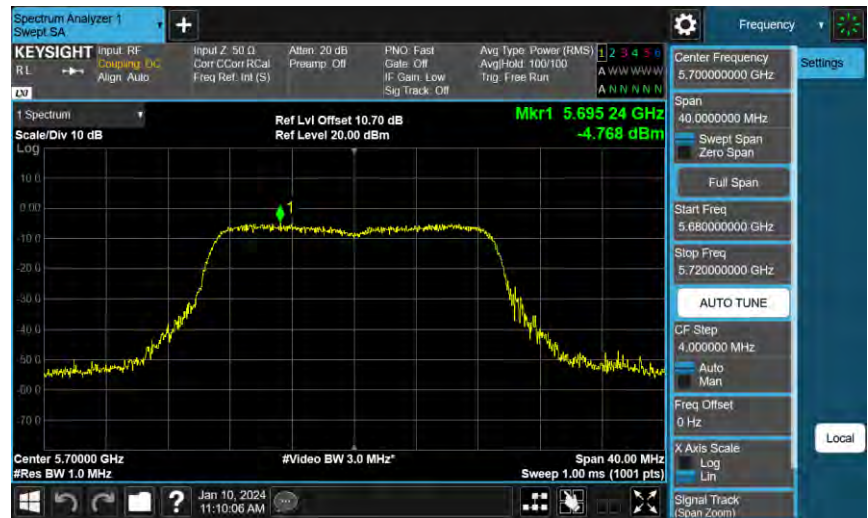 Spectrum Analyzer 1
Swept SA
+
Frequency
KEYSIGHT
RL
LXI
Input: RF
Coupling: DC
Align: Auto
Input Z: 50 Ω
Corr CCorr RCal
Freq Ref: Int (S)
Atten: 20 dB
Preamp: Off
PNO: Fast
Gate: Off
IF Gain: Low
Sig Track: Off
Avg Type: Power (RMS)
Avg|Hold: 100/100
Trig: Free Run
1 2 3 4 5 6
A W W W W W
A N N N N N
1 Spectrum
Scale/Div 10 dB
Log
Ref Lvl Offset 10.70 dB
Ref Level 20.00 dBm
Mkr1 5.695 24 GHz
-4.768 dBm
10.0
0.00
-10.0
-20.0
-30.0
-40.0
-50.0
-60.0
-70.0
1
Center 5.70000 GHz
#Res BW 1.0 MHz
#Video BW 3.0 MHz*
Span 40.00 MHz
Sweep 1.00 ms (1001 pts)
?
Jan 10, 2024
11:10:06 AM
Center Frequency
5.700000000 GHz
Span
40.0000000 MHz
Swept Span
Zero Span
Full Span
Start Freq
5.680000000 GHz
Stop Freq
5.720000000 GHz
AUTO TUNE
CF Step
4.000000 MHz
Auto
Man
Freq Offset
0 Hz
X Axis Scale
Log
Lin
Signal Track
(Span Zoom)
Settings
Local